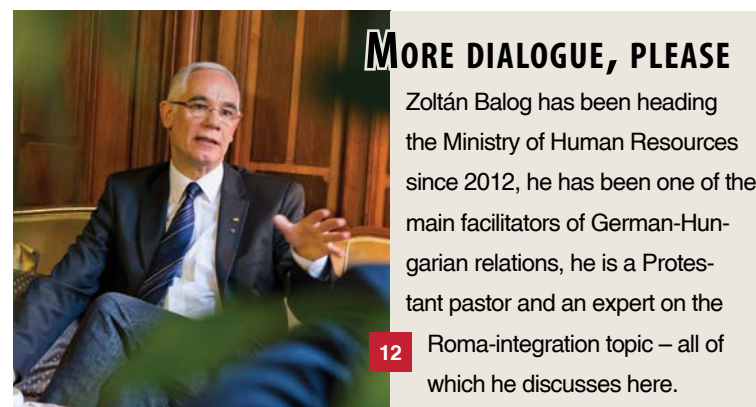 MORE DIALOGUE, PLEASE
Zoltán Balog has been heading
the Ministry of Human Resources
since 2012, he has been one of the
main facilitators of German-Hun-
garian relations, he is a Protes-
tant pastor and an expert on the
Roma-integration topic – all of
which he discusses here.
12